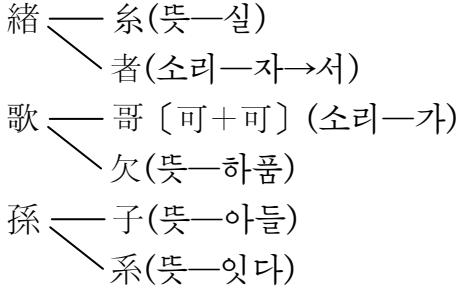 緖 糸(뜻—실)
者(소리—자→서)
歌 哥〔可+可〕(소리—가)
欠(뜻—하품)
孫 子(뜻—아들)
系(뜻—잇다)